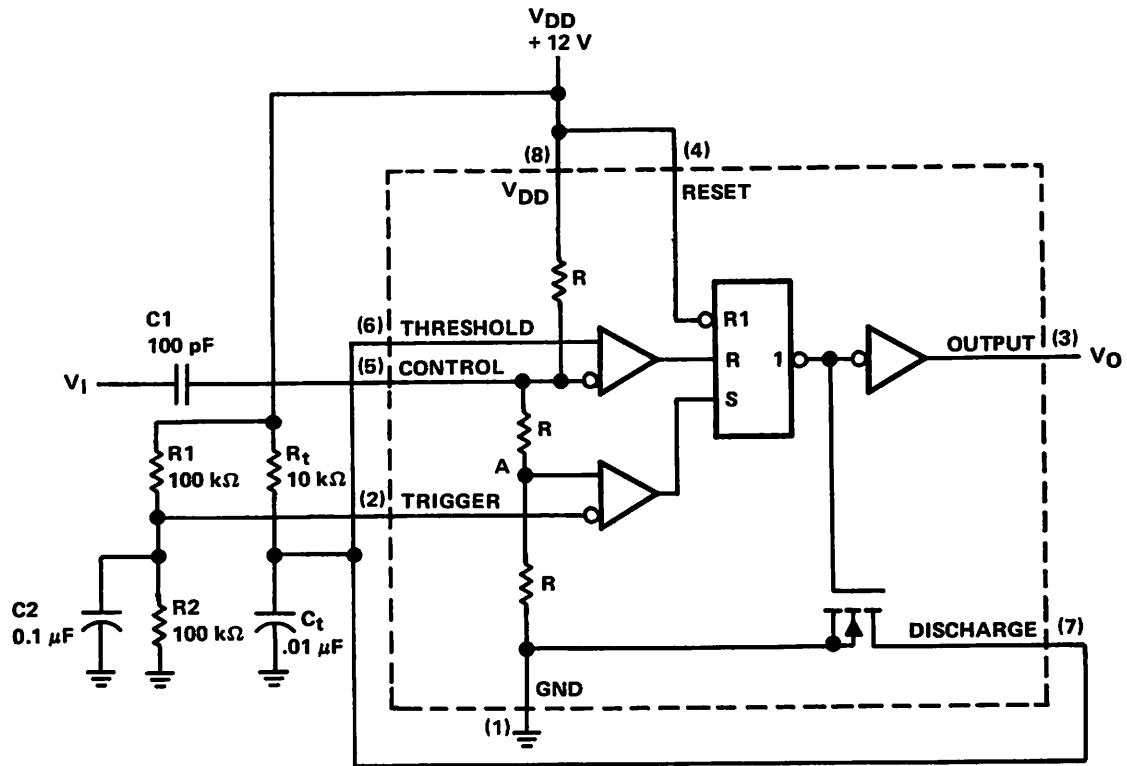 VDD
+ 12 V
(8)
(4)
VDD
RESET
R
C1
100 pF
(6) THRESHOLD
R1
OUTPUT (3)
VO
VI
(5) CONTROL
R
1
S
R1
100 kΩ
Rt
10 kΩ
R
A
(2) TRIGGER
C2
0.1 μF
R2
100 kΩ
Ct
.01 μF
R
DISCHARGE (7)
GND
(1)